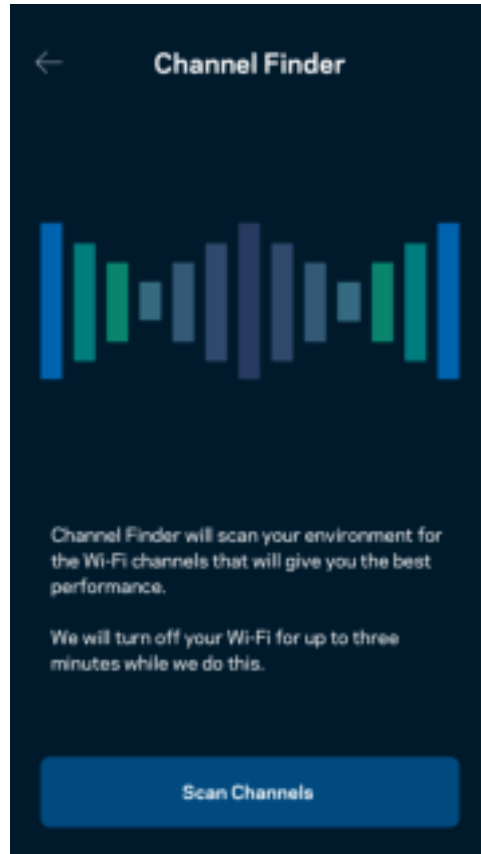 Channel Finder
Channel Finder will scan your environment for
the Wi-Fi channels that will give you the best
performance.
We will turn off your Wi-Fi for up to three
minutes while we do this.
Scan Channels